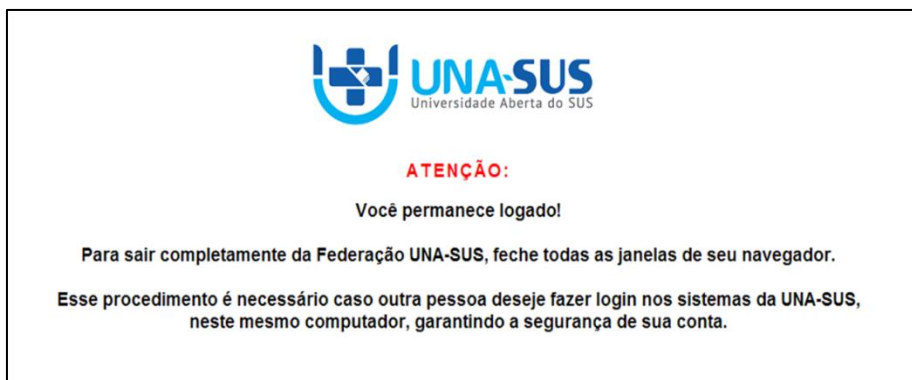 UNA-SUS
Universidade Aberta do SUS
ATENÇÃO:
Você permanece logado!
Para sair completamente da Federação UNA-SUS, feche todas as janelas de seu navegador.
Esse procedimento é necessário caso outra pessoa deseje fazer login nos sistemas da UNA-SUS,
neste mesmo computador, garantindo a segurança de sua conta.